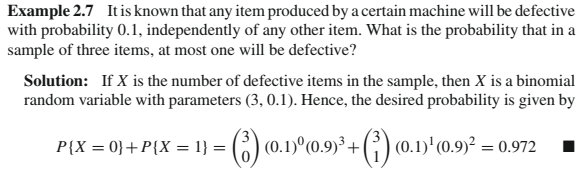 Example 2.7 It is known that any item produced by a certain machine will be defective
with probability 0.1, independently of any other item. What is the probability that in a
sample of three items, at most one will be defective?
Solution: If X is the number of defective items in the sample, then X is a binomial
random variable with parameters (3, 0.1). Hence, the desired probability is given by
P{X = 0} + P{X = 1} = (3 0) (0.1)⁰(0.9)³ + (3 1) (0.1)¹(0.9)² = 0.972 ■